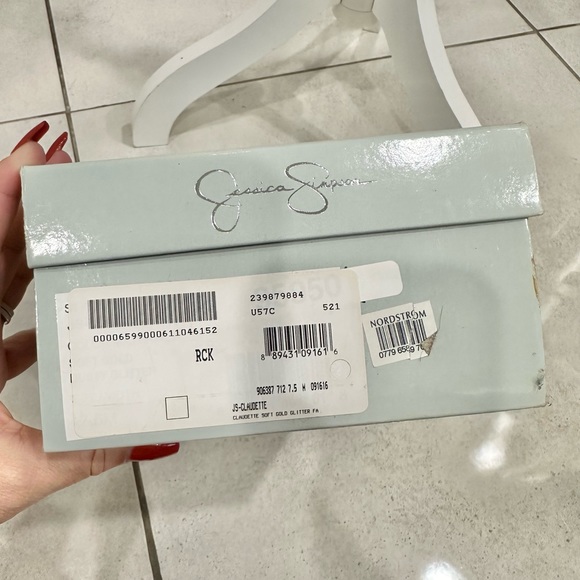 Jessica Simpson
239879884
U57C 521
00006599000611046152
RCK
8 89431 09161 6
906387 712 7.5 M 091616
JS-CLAUDETTE
CLAUDETTE SOFT GOLD GLITTER FA
NORDSTROM